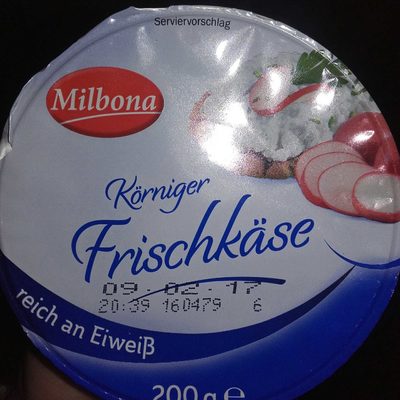 Serviervorschlag
Milbona
Körniger
Frischkäse
09.02.17
20:39 160479 6
reich an Eiweiß
200 g e